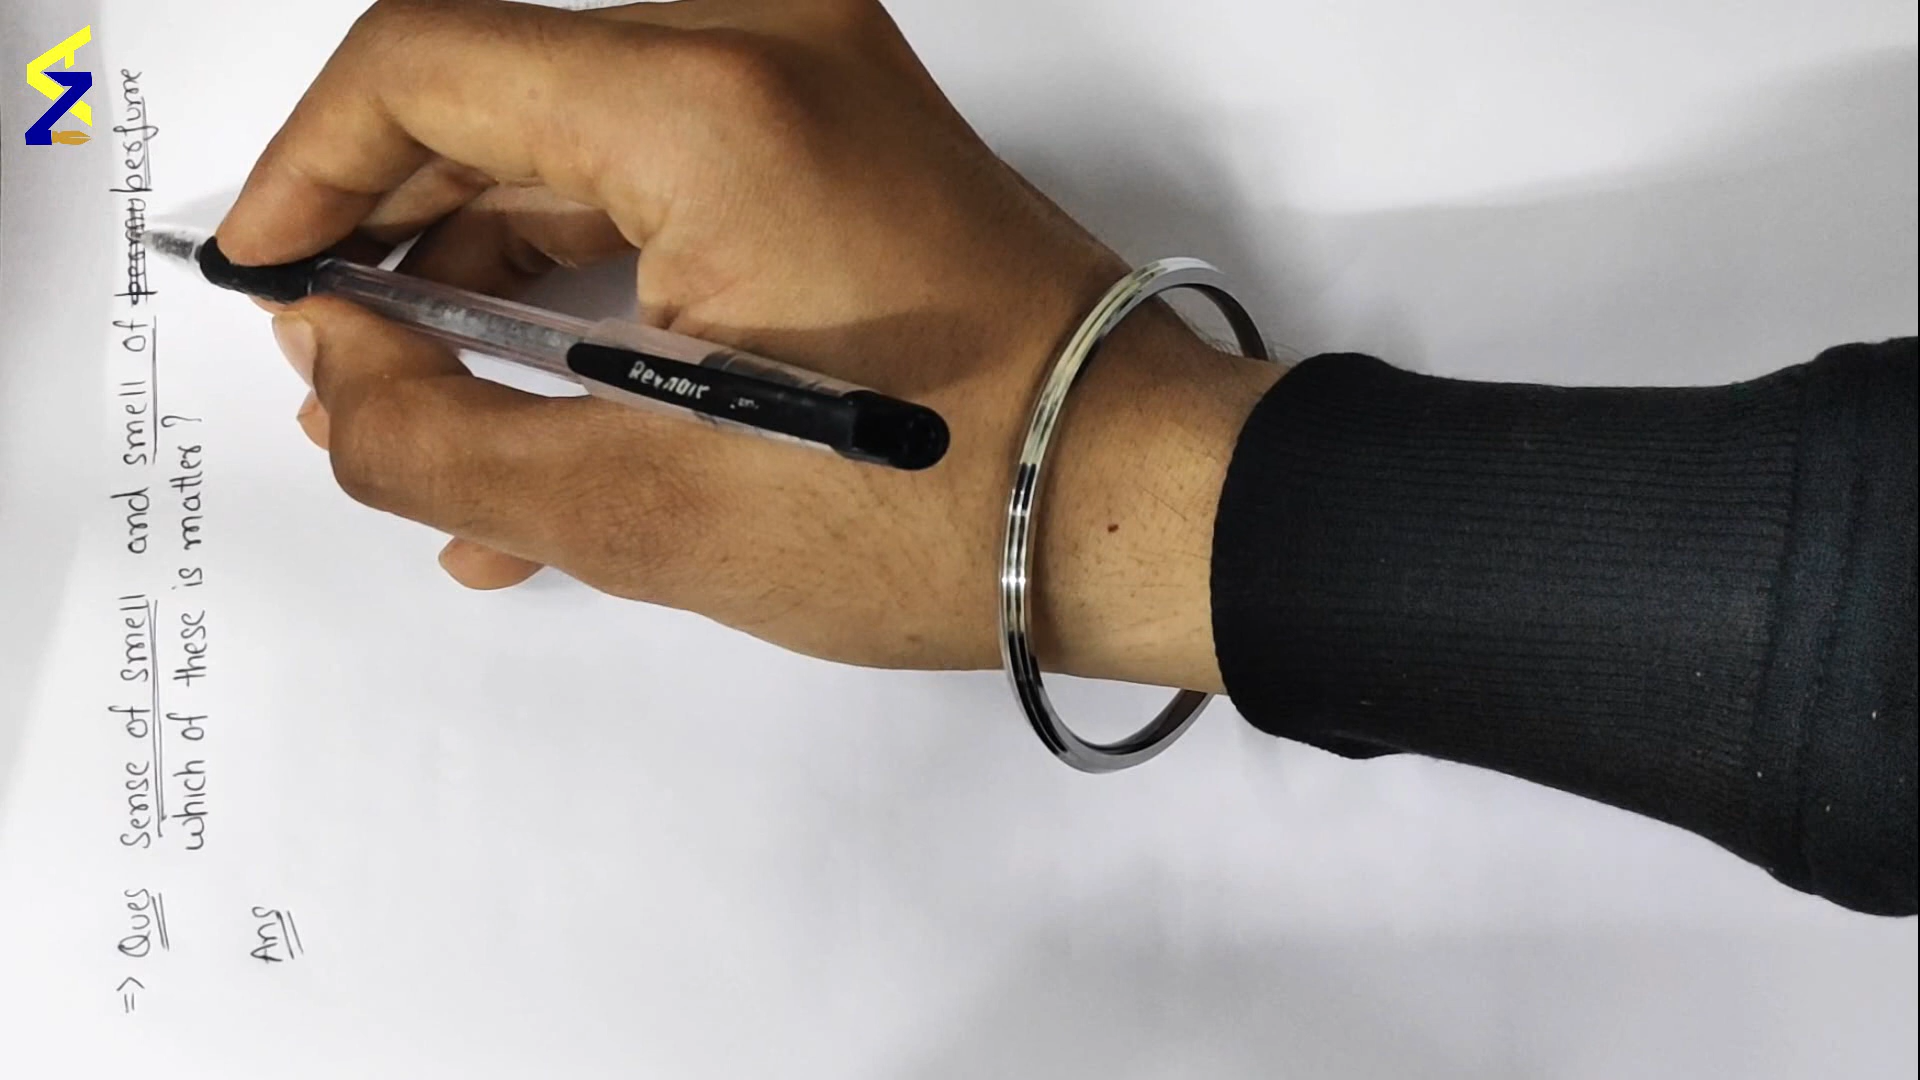 => Ques Sense of smell and smell of perfume
which of these is matter ?
Ans
Reynolds